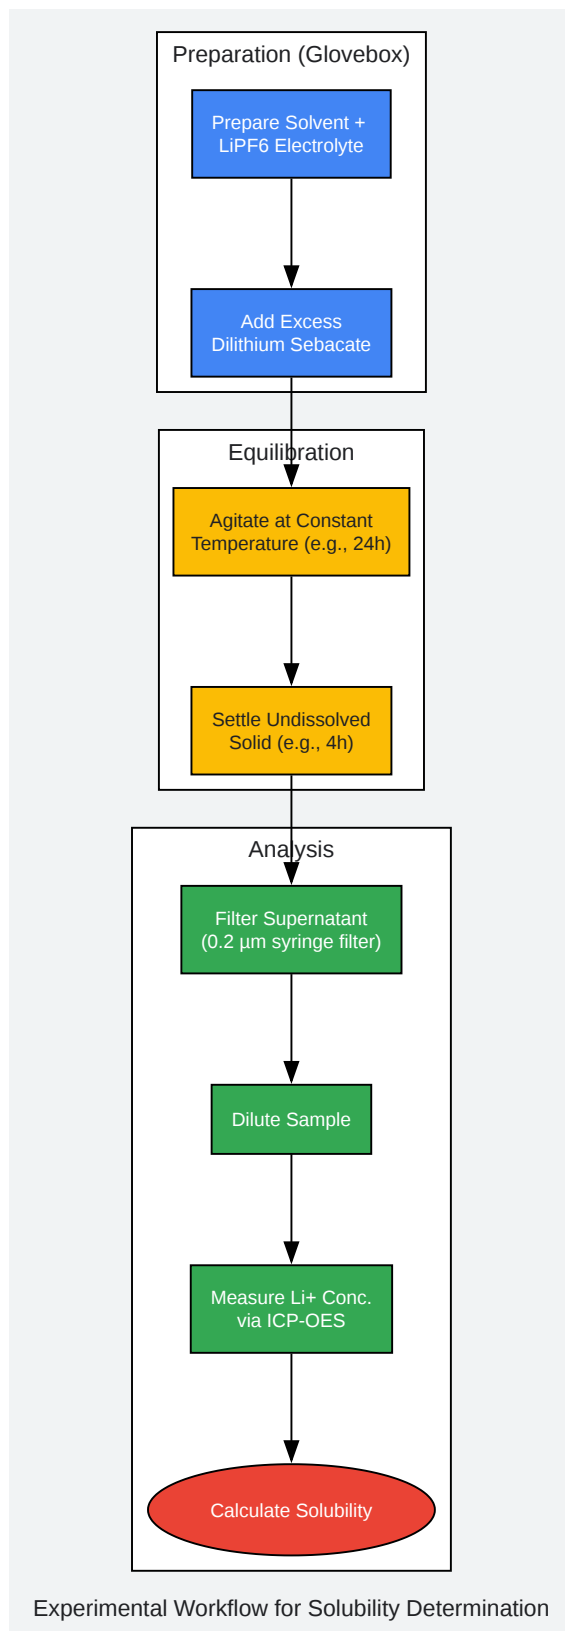 Preparation (Glovebox)
Prepare Solvent +
LiPF6 Electrolyte
Add Excess
Dilithium Sebacate
Equilibration
Agitate at Constant
Temperature (e.g., 24h)
Settle Undissolved
Solid (e.g., 4h)
Analysis
Filter Supernatant
(0.2 µm syringe filter)
Dilute Sample
Measure Li+ Conc.
via ICP-OES
Calculate Solubility
Experimental Workflow for Solubility Determination